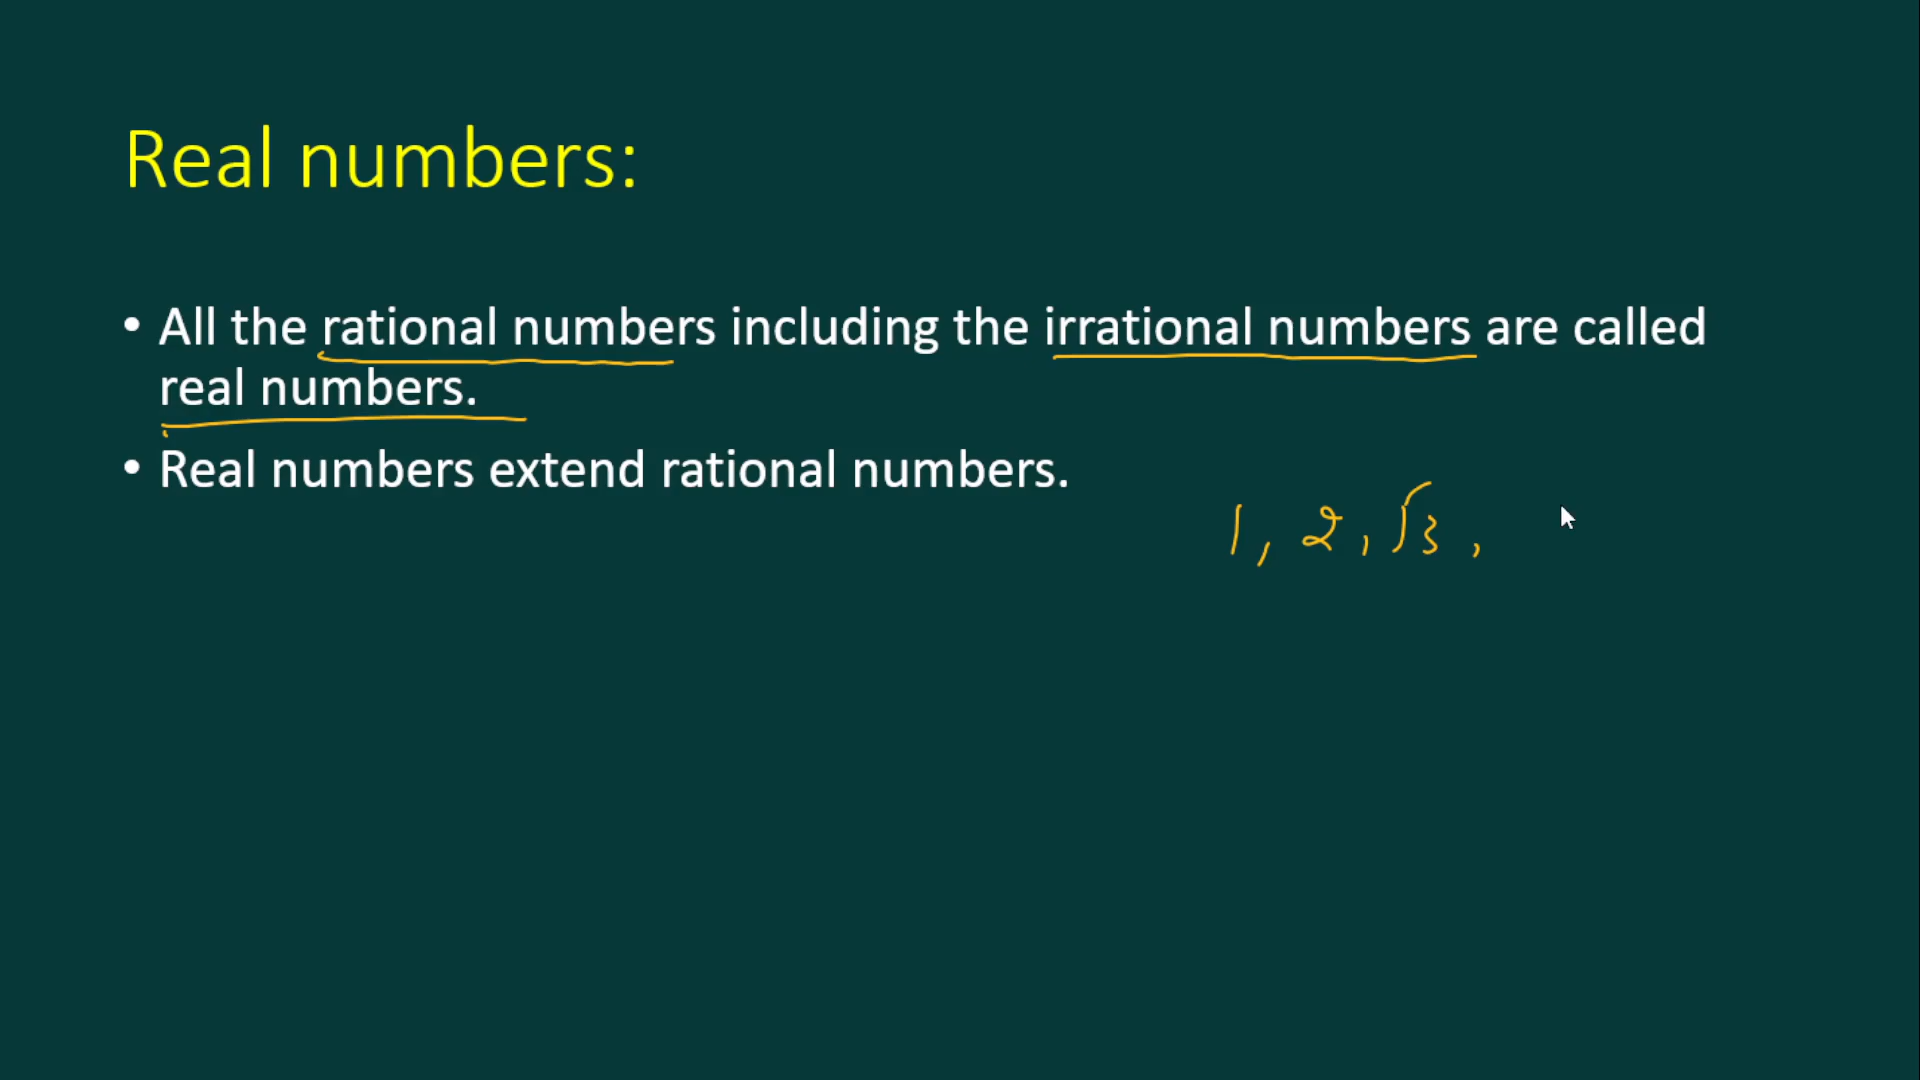 Real numbers:
• All the rational numbers including the irrational numbers are called
real numbers.
• Real numbers extend rational numbers.
1, 2, √3,